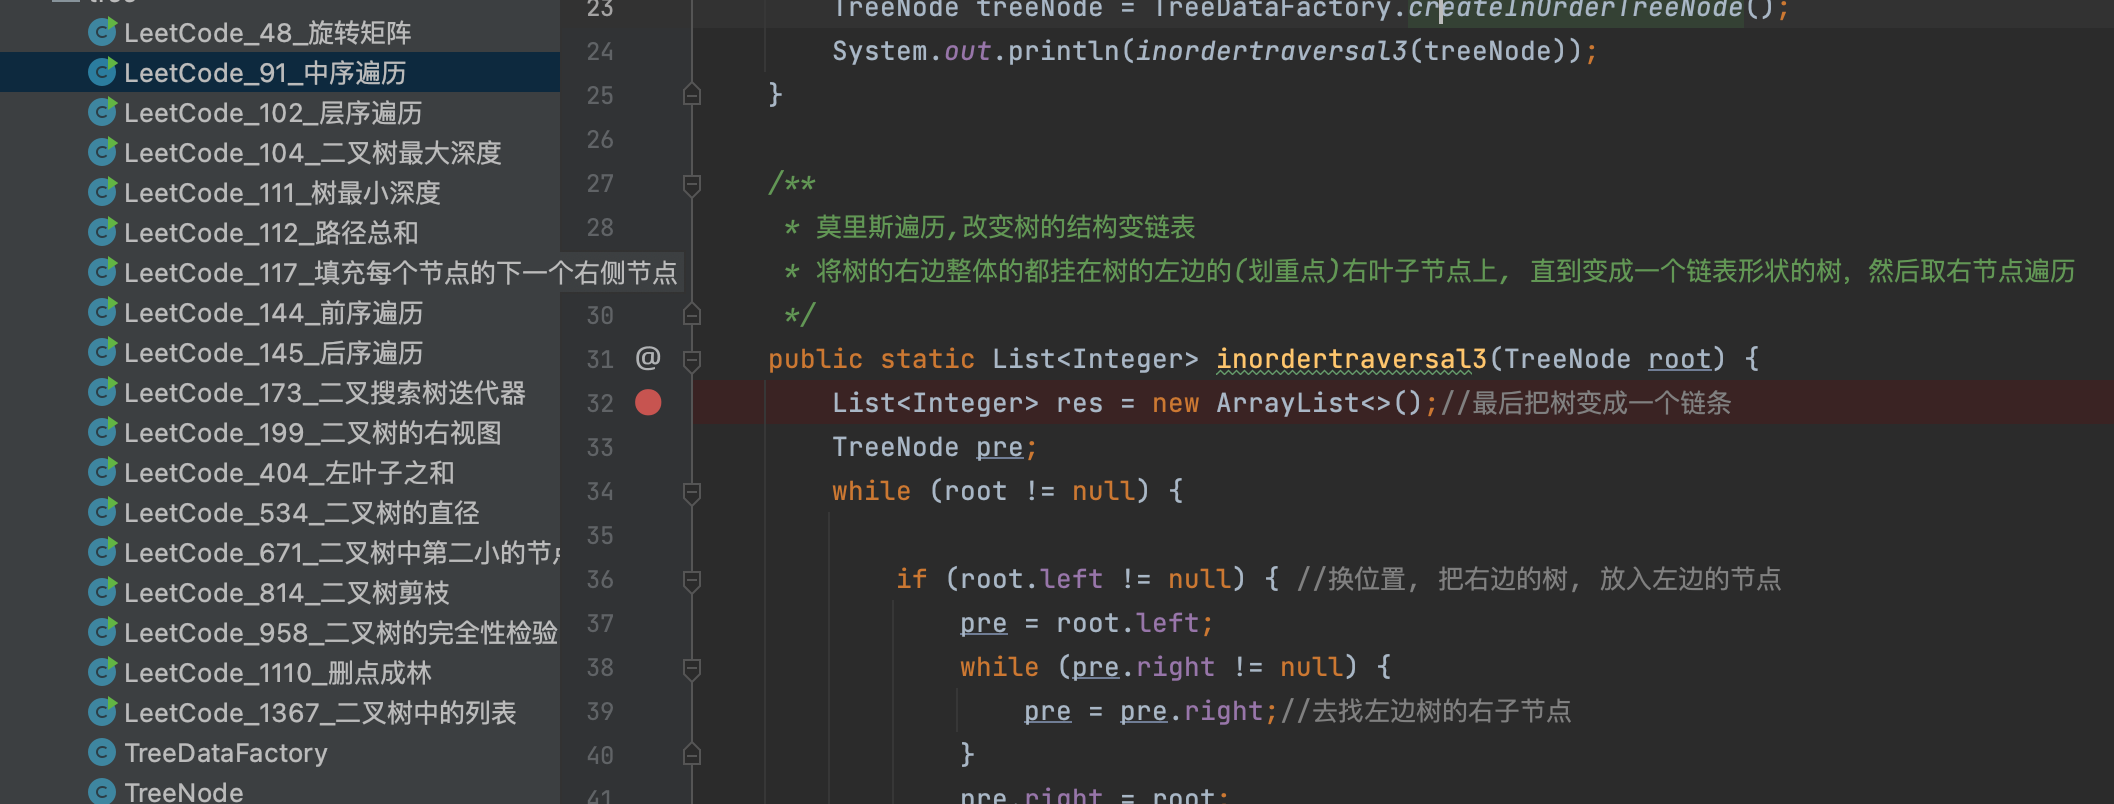 tree
LeetCode_48_旋转矩阵
LeetCode_91_中序遍历
LeetCode_102_层序遍历
LeetCode_104_二叉树最大深度
LeetCode_111_树最小深度
LeetCode_112_路径总和
LeetCode_117_填充每个节点的下一个右侧节点
LeetCode_144_前序遍历
LeetCode_145_后序遍历
LeetCode_173_二叉搜索树迭代器
LeetCode_199_二叉树的右视图
LeetCode_404_左叶子之和
LeetCode_534_二叉树的直径
LeetCode_671_二叉树中第二小的节点
LeetCode_814_二叉树剪枝
LeetCode_958_二叉树的完全性检验
LeetCode_1110_删点成林
LeetCode_1367_二叉树中的列表
TreeDataFactory
TreeNode
23 TreeNode treeNode = TreeDataFactory.createInOrderTreeNode();
24 System.out.println(inordertraversal3(treeNode));
25 }
26
27 /**
28 * 莫里斯遍历,改变树的结构变链表
* 将树的右边整体的都挂在树的左边的(划重点)右叶子节点上, 直到变成一个链表形状的树, 然后取右节点遍历
30 */
31 @ public static List<Integer> inordertraversal3(TreeNode root) {
32 List<Integer> res = new ArrayList<>();//最后把树变成一个链条
33 TreeNode pre;
34 while (root != null) {
35
36 if (root.left != null) { //换位置, 把右边的树, 放入左边的节点
37 pre = root.left;
38 while (pre.right != null) {
39 pre = pre.right;//去找左边树的右子节点
40 }
41 pre.right = root;